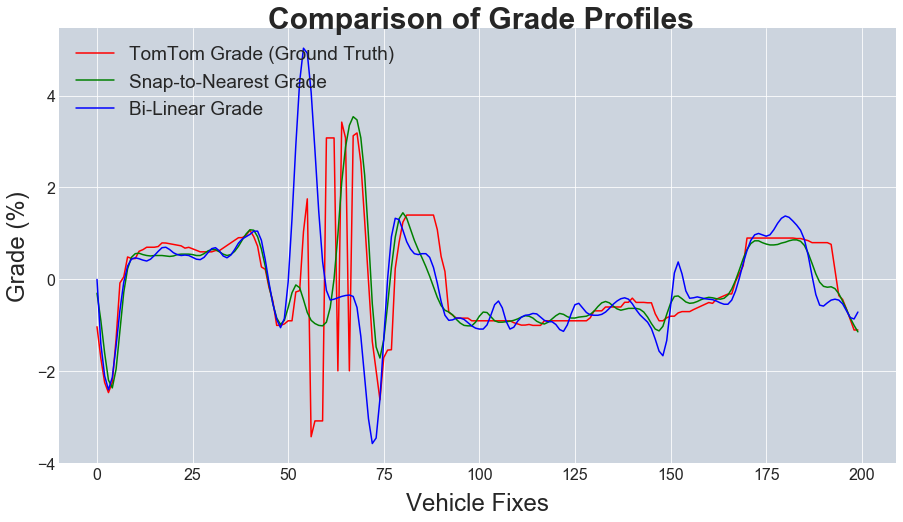 Comparison of Grade Profiles
TomTom Grade (Ground Truth)
Snap-to-Nearest Grade
Bi-Linear Grade
Grade (%)
4
2
0
−2
−4
0 25 50 75 100 125 150 175 200
Vehicle Fixes